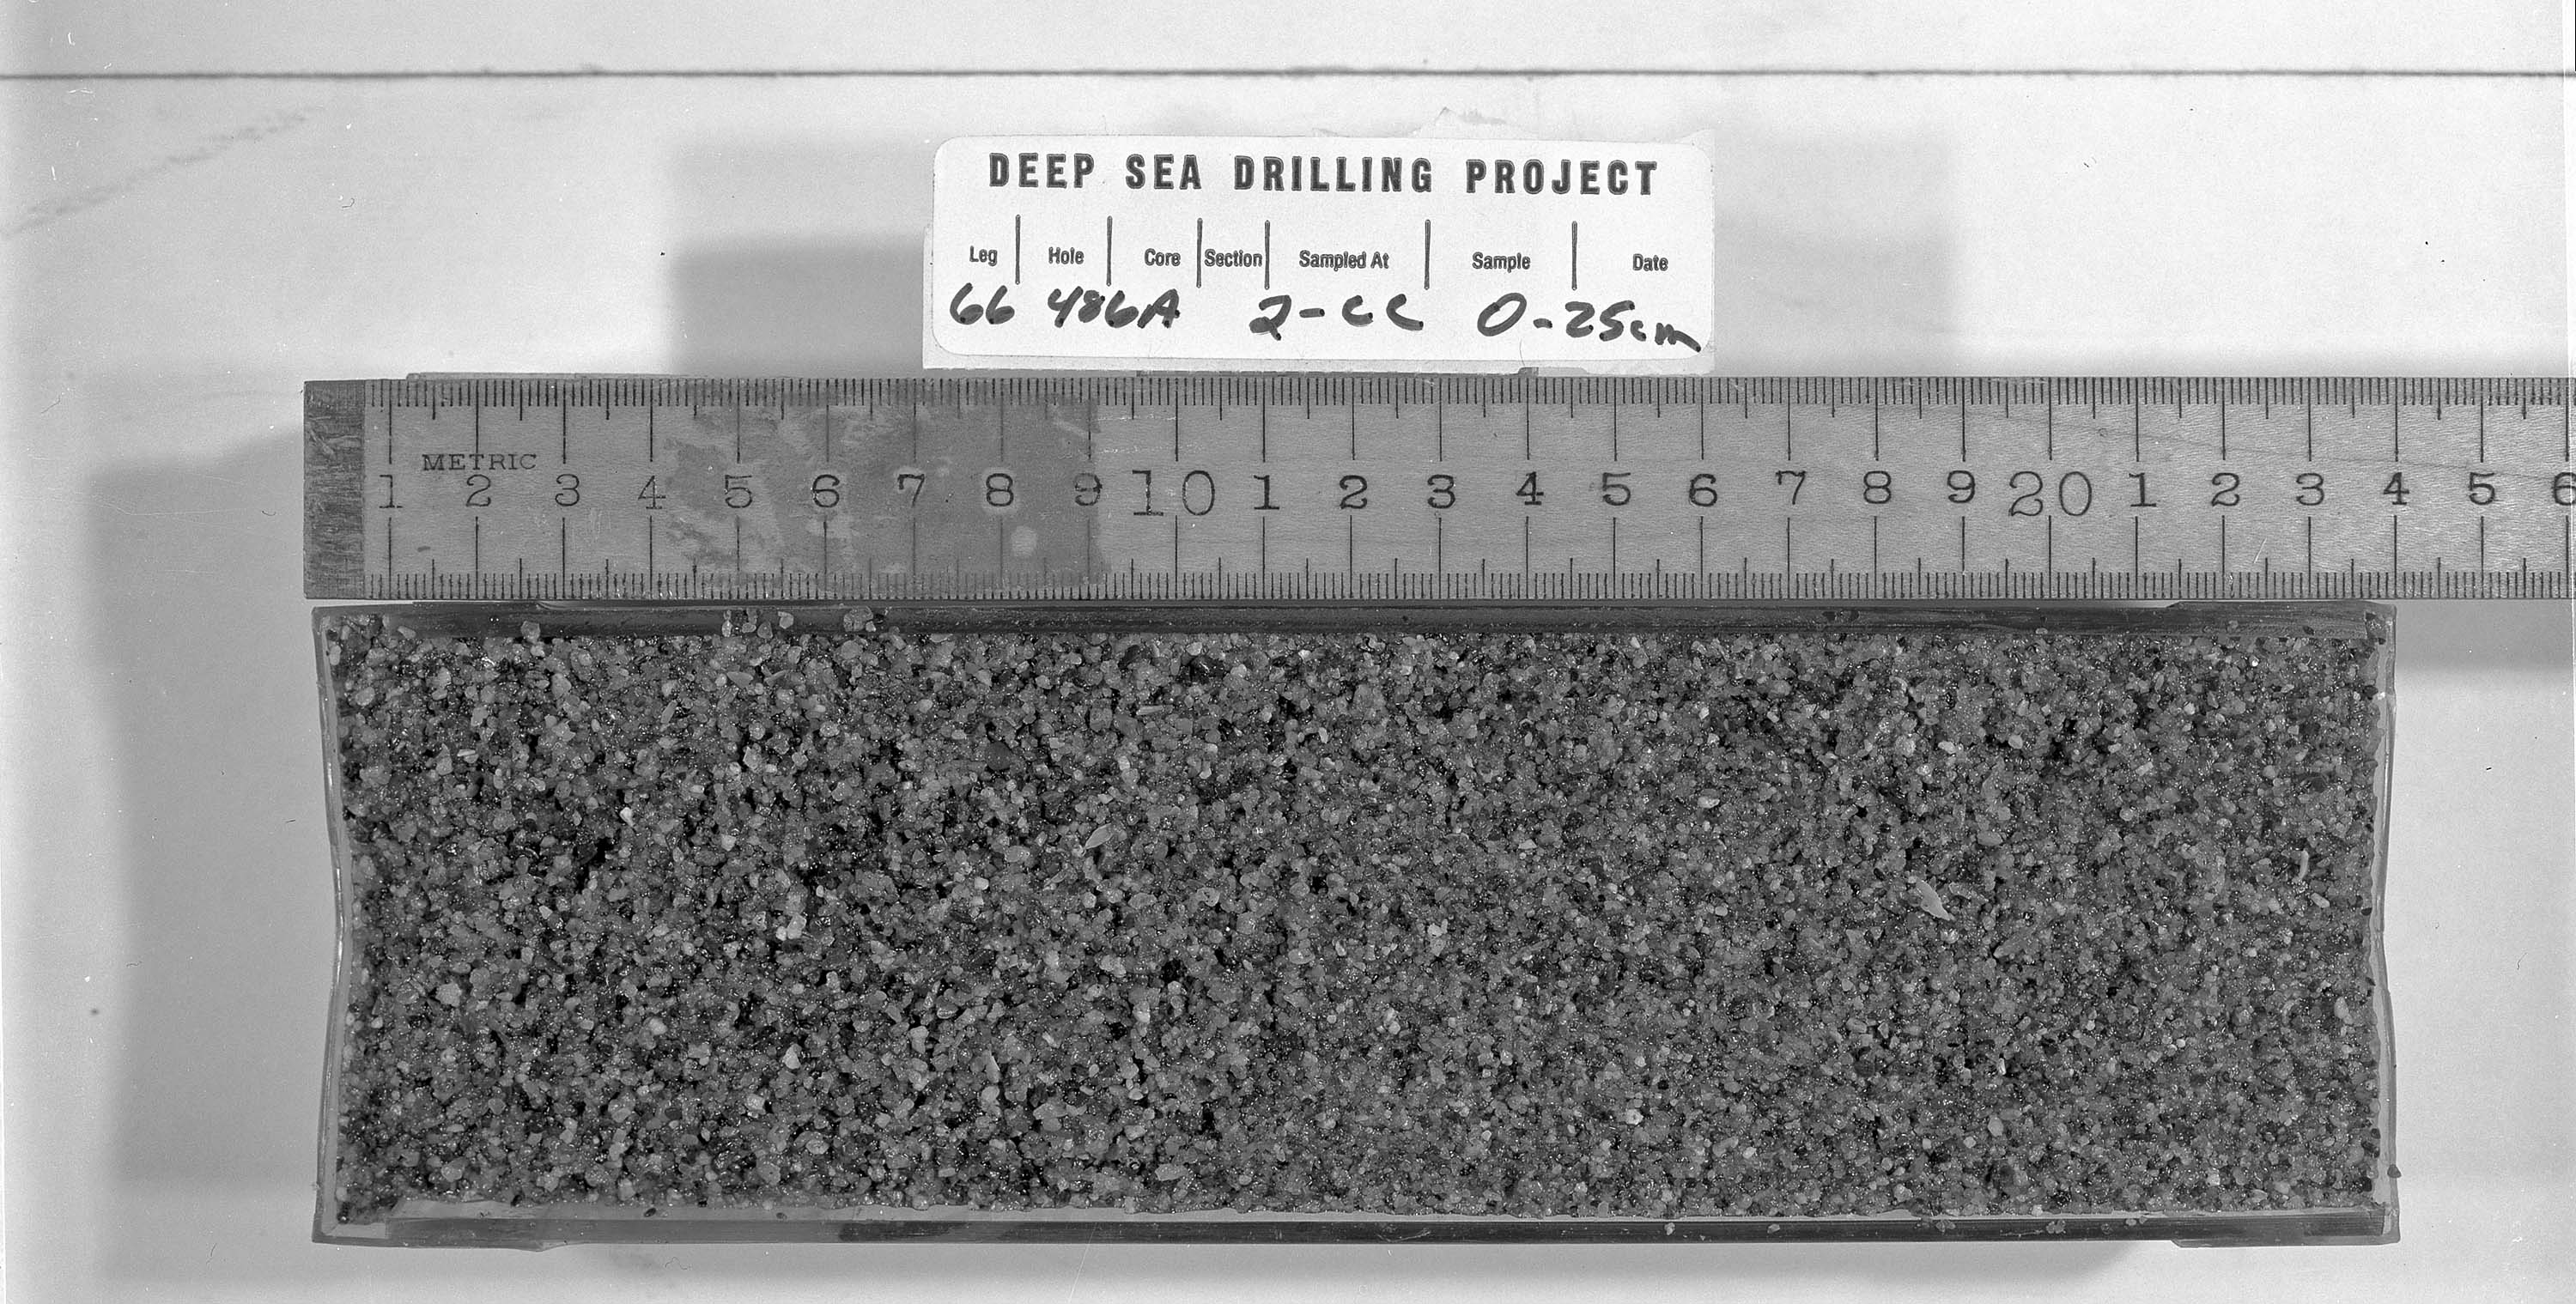 DEEP SEA DRILLING PROJECT
Leg Hole Core Section Sampled At Sample Date
66 486A 2-CC 0-25cm
METRIC
1 2 3 4 5 6 7 8 9 10 1 2 3 4 5 6 7 8 9 20 1 2 3 4 5 6